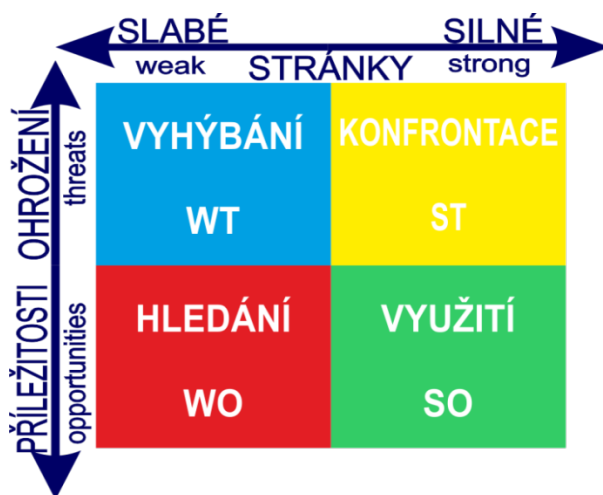 SLABÉ
SILNÉ
weak
STRÁNKY
strong
OHROŽENÍ
threats
PŘÍLEŽITOSTI
opportunities
VYHÝBÁNÍ
WT
KONFRONTACE
ST
HLEDÁNÍ
WO
VYUŽITÍ
SO